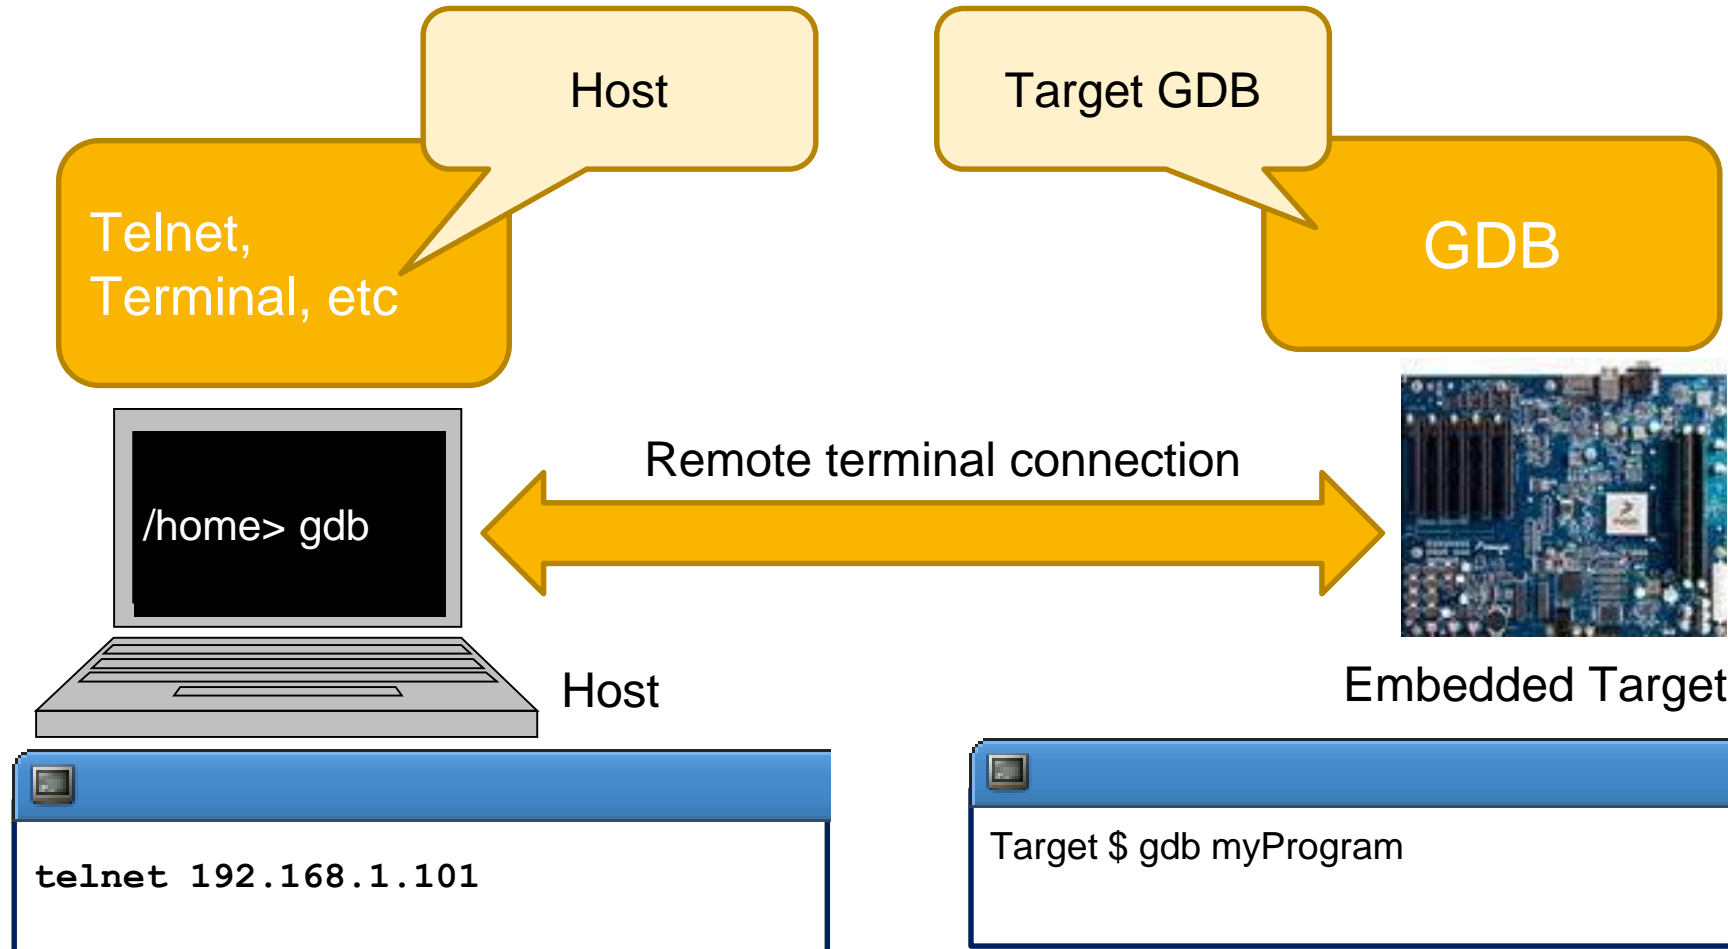 Host
Target GDB
Telnet,
Terminal, etc
GDB
Remote terminal connection
/home> gdb
Host
Embedded Target
telnet 192.168.1.101
Target $ gdb myProgram